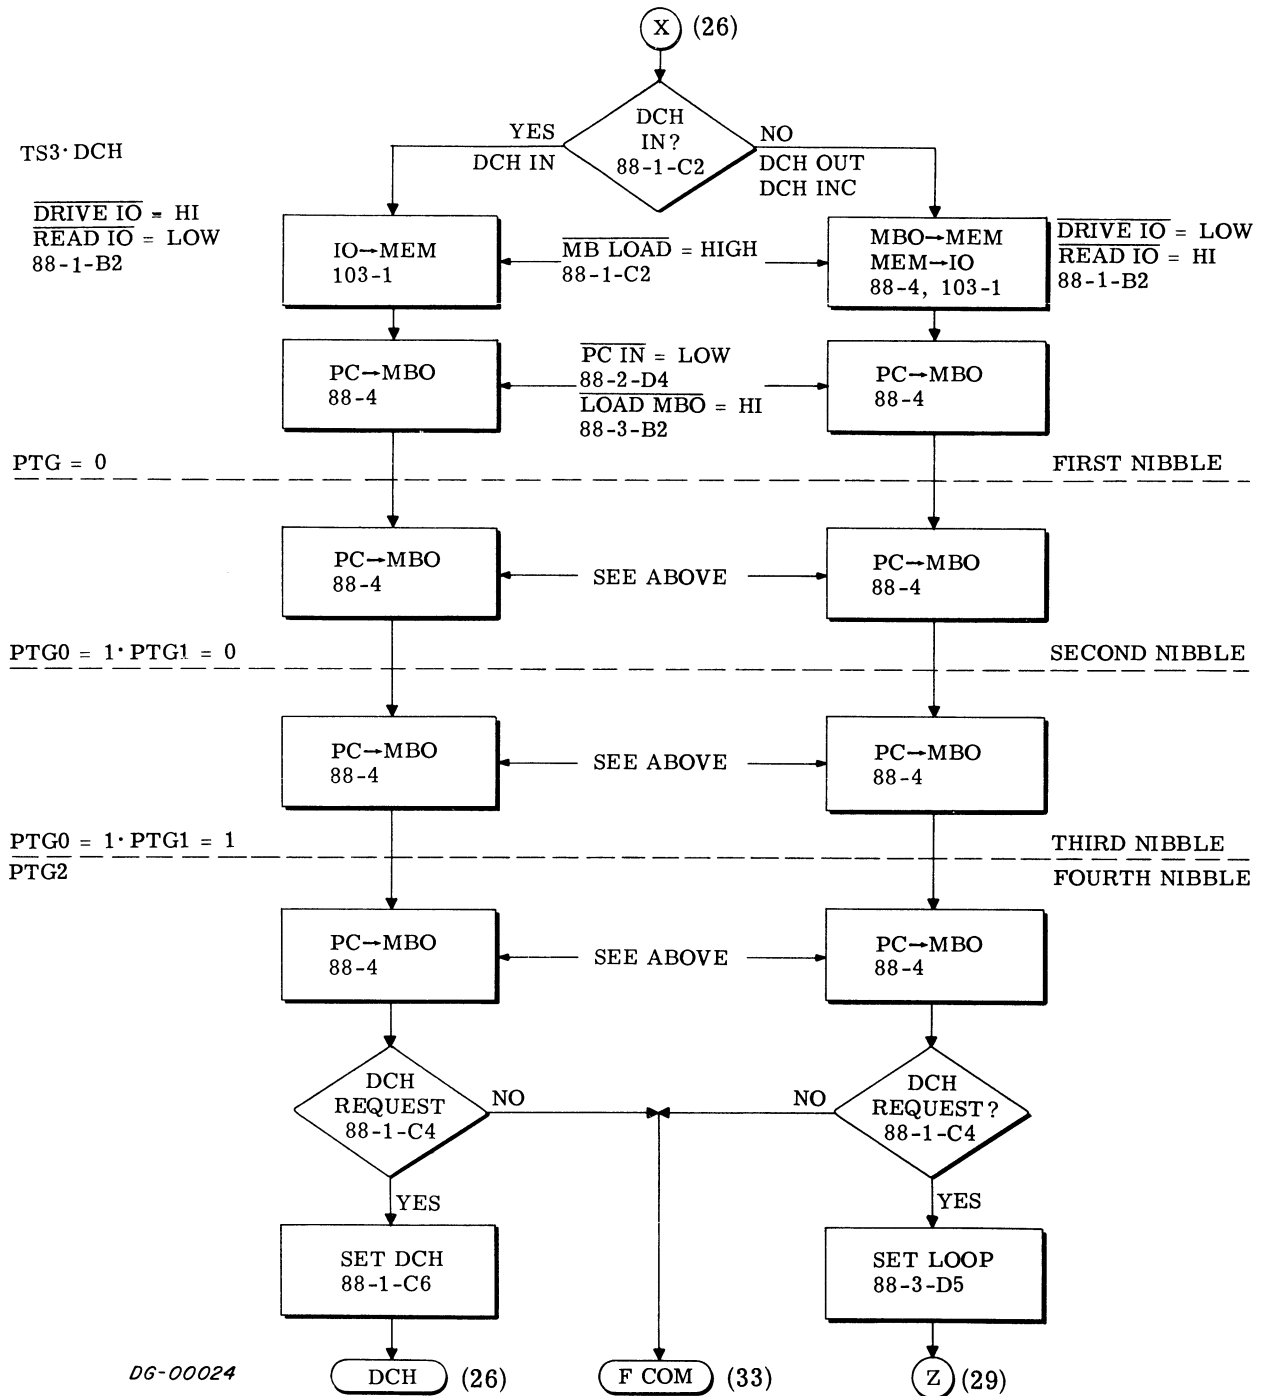 X (26)
DCH
IN?
88-1-C2
YES
DCH IN
NO
DCH OUT
DCH INC
TS3·DCH
DRIVE IO = HI
READ IO = LOW
88-1-B2
IO→MEM
103-1
MB LOAD = HIGH
88-1-C2
MBO→MEM
MEM→IO
88-4, 103-1
DRIVE IO = LOW
READ IO = HI
88-1-B2
PC→MBO
88-4
PC IN = LOW
88-2-D4
LOAD MBO = HI
88-3-B2
PC→MBO
88-4
PTG = 0
FIRST NIBBLE
PC→MBO
88-4
SEE ABOVE
PC→MBO
88-4
PTG0 = 1·PTG1 = 0
SECOND NIBBLE
PC→MBO
88-4
SEE ABOVE
PC→MBO
88-4
PTG0 = 1·PTG1 = 1
THIRD NIBBLE
PTG2
FOURTH NIBBLE
PC→MBO
88-4
SEE ABOVE
PC→MBO
88-4
DCH
REQUEST
88-1-C4
NO
NO
DCH
REQUEST?
88-1-C4
YES
YES
SET DCH
88-1-C6
SET LOOP
88-3-D5
DG-00024
DCH (26)
F COM (33)
Z (29)